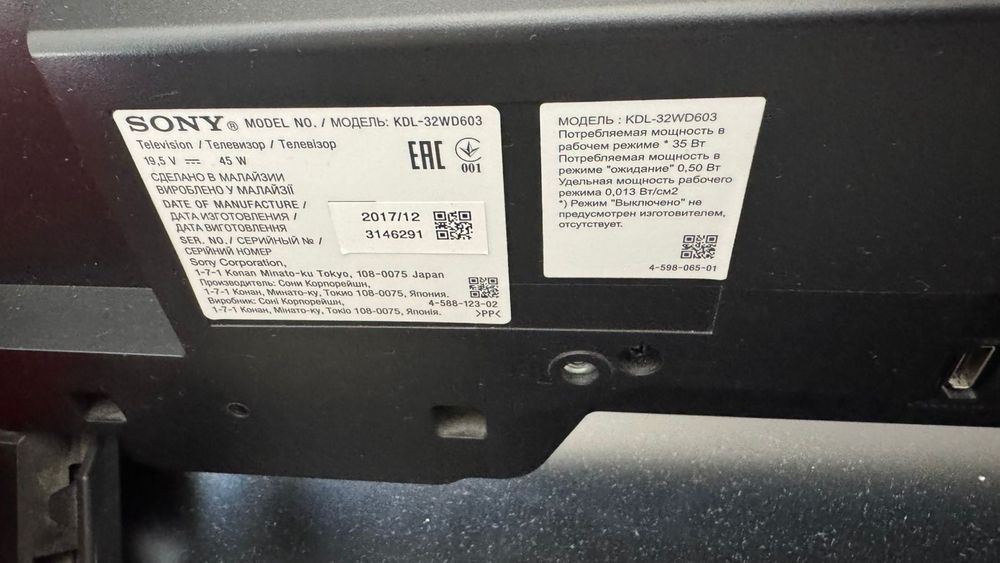 SONY® MODEL NO. / МОДЕЛЬ: KDL-32WD603
Television / Телевизор / Телевізор
19,5 V ⎓ 45 W
EAC
001
СДЕЛАНО В МАЛАЙЗИИ
ВИРОБЛЕНО У МАЛАЙЗІЇ
DATE OF MANUFACTURE /
ДАТА ИЗГОТОВЛЕНИЯ /
ДАТА ВИГОТОВЛЕННЯ
2017/12
SER. NO. / СЕРИЙНЫЙ № /
СЕРІЙНИЙ НОМЕР
3146291
Sony Corporation,
1-7-1 Konan Minato-ku Tokyo, 108-0075 Japan
Производитель: Сони Корпорейшн,
1-7-1 Конан, Минато-ку, Токио 108-0075, Япония.
Виробник: Соні Корпорейшн,
1-7-1 Конан, Мінато-ку, Токіо 108-0075, Японія.
4-588-123-02
>PP<
МОДЕЛЬ : KDL-32WD603
Потребляемая мощность в
рабочем режиме * 35 Вт
Потребляемая мощность в
режиме "ожидание" 0,50 Вт
Удельная мощность рабочего
режима 0,013 Вт/см2
*) Режим "Выключено" не
предусмотрен изготовителем,
отсутствует.
4-598-065-01